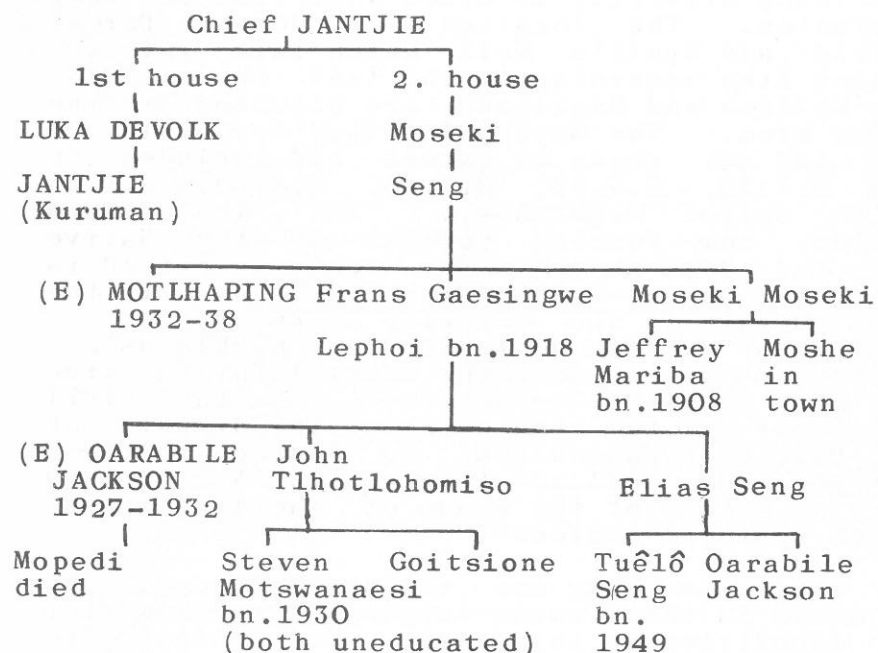 Chief JANTJIE
1st house 2. house
LUKA DEVOLK Moseki
JANTJIE Seng
(Kuruman)
(E) MOTLHAPING Frans Gaesingwe Moseki Moseki
1932-38
Lephoi bn.1918 Jeffrey Moshe
Mariba in
bn.1908 town
(E) OARABILE John
JACKSON Tlhotlohomiso Elias Seng
1927-1932
Mopedi Steven Goitsione Tuêlô Oarabile
died Motswanaesi Seng Jackson
bn.1930 bn.
(both uneducated) 1949